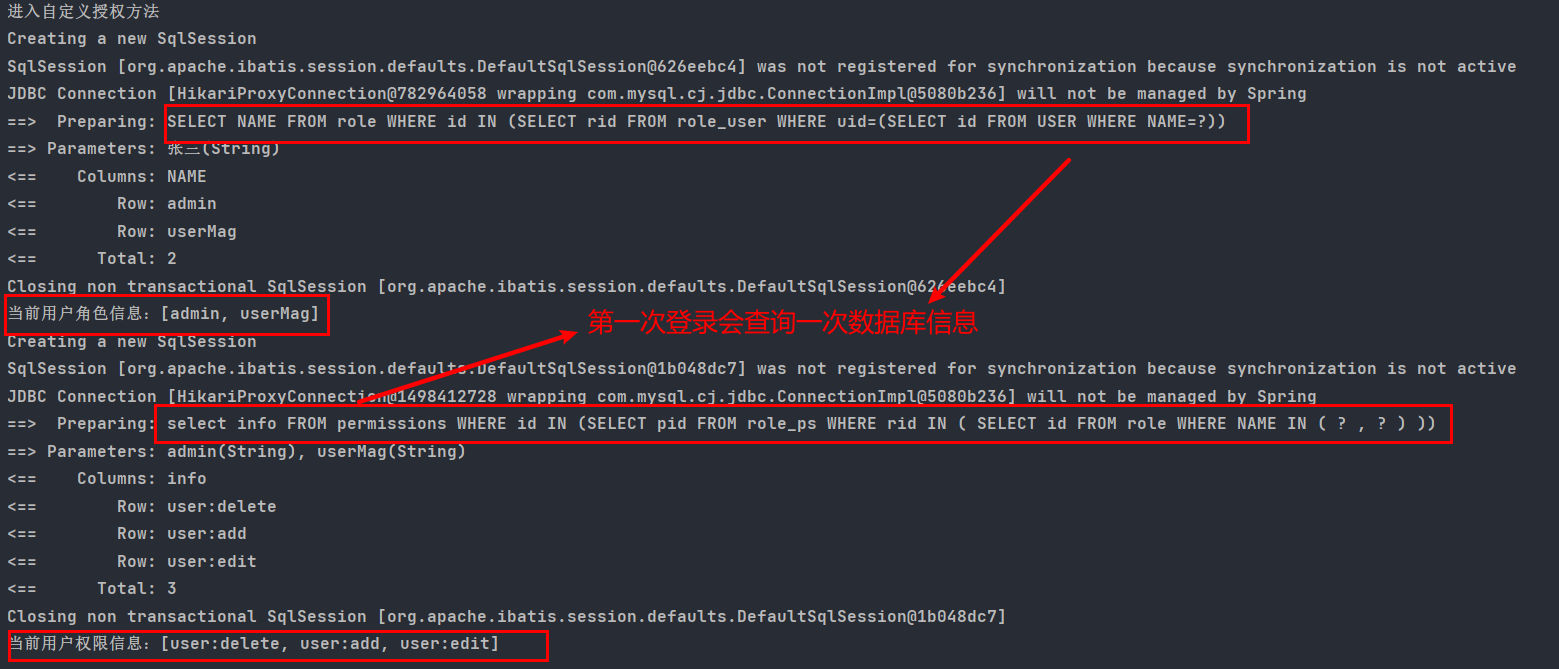 进入自定义授权方法
Creating a new SqlSession
SqlSession [org.apache.ibatis.session.defaults.DefaultSqlSession@626eebc4] was not registered for synchronization because synchronization is not active
JDBC Connection [HikariProxyConnection@782964058 wrapping com.mysql.cj.jdbc.ConnectionImpl@5080b236] will not be managed by Spring
==>  Preparing: SELECT NAME FROM role WHERE id IN (SELECT rid FROM role_user WHERE uid=(SELECT id FROM USER WHERE NAME=?))
==> Parameters: 张三(String)
<==    Columns: NAME
<==        Row: admin
<==        Row: userMag
<==      Total: 2
Closing non transactional SqlSession [org.apache.ibatis.session.defaults.DefaultSqlSession@626eebc4]
当前用户角色信息：[admin, userMag]
第一次登录会查询一次数据库信息
Creating a new SqlSession
SqlSession [org.apache.ibatis.session.defaults.DefaultSqlSession@1b048dc7] was not registered for synchronization because synchronization is not active
JDBC Connection [HikariProxyConnection@1498412728 wrapping com.mysql.cj.jdbc.ConnectionImpl@5080b236] will not be managed by Spring
==>  Preparing: select info FROM permissions WHERE id IN (SELECT pid FROM role_ps WHERE rid IN ( SELECT id FROM role WHERE NAME IN ( ? , ? ) ))
==> Parameters: admin(String), userMag(String)
<==    Columns: info
<==        Row: user:delete
<==        Row: user:add
<==        Row: user:edit
<==      Total: 3
Closing non transactional SqlSession [org.apache.ibatis.session.defaults.DefaultSqlSession@1b048dc7]
当前用户权限信息：[user:delete, user:add, user:edit]